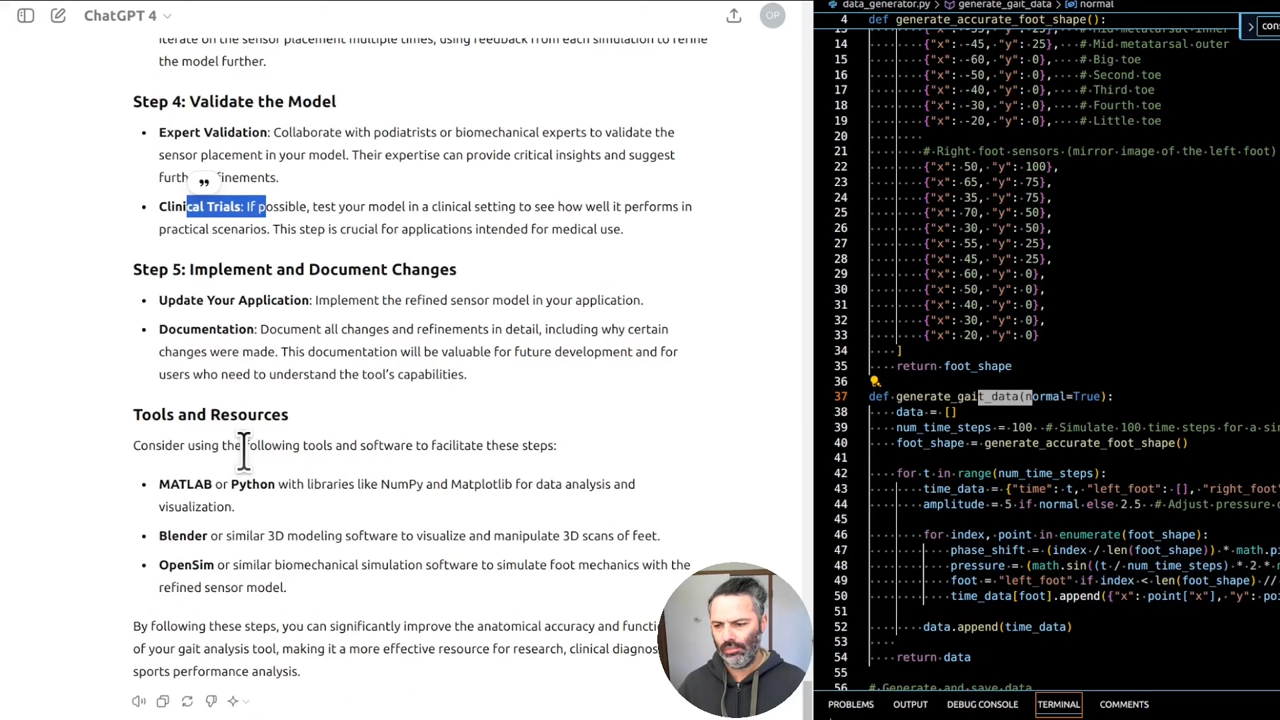 ChatGPT 4
OP
iterate on the sensor placement multiple times, using feedback from each simulation to refine
the model further.
Step 4: Validate the Model
Expert Validation: Collaborate with podiatrists or biomechanical experts to validate the
sensor placement in your model. Their expertise can provide critical insights and suggest
Clinical Trials: If possible, test your model in a clinical setting to see how well it performs in
practical scenarios. This step is crucial for applications intended for medical use.
Step 5: Implement and Document Changes
Update Your Application: Implement the refined sensor model in your application.
Documentation: Document all changes and refinements in detail, including why certain
changes were made. This documentation will be valuable for future development and for
users who need to understand the tool's capabilities.
Tools and Resources
Consider using the following tools and software to facilitate these steps:
MATLAB or Python with libraries like NumPy and Matplotlib for data analysis and
visualization.
Blender or similar 3D modeling software to visualize and manipulate 3D scans of feet.
OpenSim or similar biomechanical simulation software to simulate foot mechanics with the
refined sensor model.
By following these steps, you can significantly improve the anatomical accuracy and
of your gait analysis tool, making it a more effective resource for research, clinical
sports performance analysis.
data_generator.py > generate_gait_data > normal
4 def generate_accurate_foot_shape():
14 {"x": -45, "y": 25}, # Mid metatarsal outer
15 {"x": -60, "y": 0}, # Big toe
16 {"x": -50, "y": 0}, # Second toe
17 {"x": -40, "y": 0}, # Third toe
18 {"x": -30, "y": 0}, # Fourth toe
19 {"x": -20, "y": 0}, # Little toe
20
21 # Right foot sensors (mirror image of the left foot)
22 {"x": 50, "y": 100},
23 {"x": 65, "y": 75},
24 {"x": 35, "y": 75},
25 {"x": 70, "y": 50},
26 {"x": 30, "y": 50},
27 {"x": 55, "y": 25},
28 {"x": 45, "y": 25},
29 {"x": 60, "y": 0},
30 {"x": 50, "y": 0},
31 {"x": 40, "y": 0},
32 {"x": 30, "y": 0},
33 {"x": 20, "y": 0}
34 ]
35 return foot_shape
36
37 def generate_gait_data(normal=True):
38 data = []
39 num_time_steps = 100 # Simulate 100 time steps for a
40 foot_shape = generate_accurate_foot_shape()
41
42 for t in range(num_time_steps):
43 time_data = {"time": t, "left_foot": [], "right_foot"
44 amplitude = 5 if normal else 2.5 # Adjust pressure
45
46 for index, point in enumerate(foot_shape):
47 phase_shift = (index / len(foot_shape)) *
48 pressure = (math.sin((t / num_time_steps) * 2 *
49 foot = "left_foot" if index < len(foot_shape) //
50 time_data[foot].append({"x": point["x"], "y":
51
52 data.append(time_data)
53
54 return data
55
56 # Generate and save data
PROBLEMS OUTPUT DEBUG CONSOLE TERMINAL COMMENTS